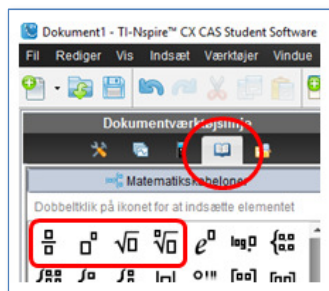 Dokument1 - TI-Nspire™ CX CAS Student Software
Fil Rediger Vis Indsæt Værktøjer Vindue
Dokumentværktøjslinje
Matematikskabeloner
Dobbeltklik på ikonet for at indsætte elementet